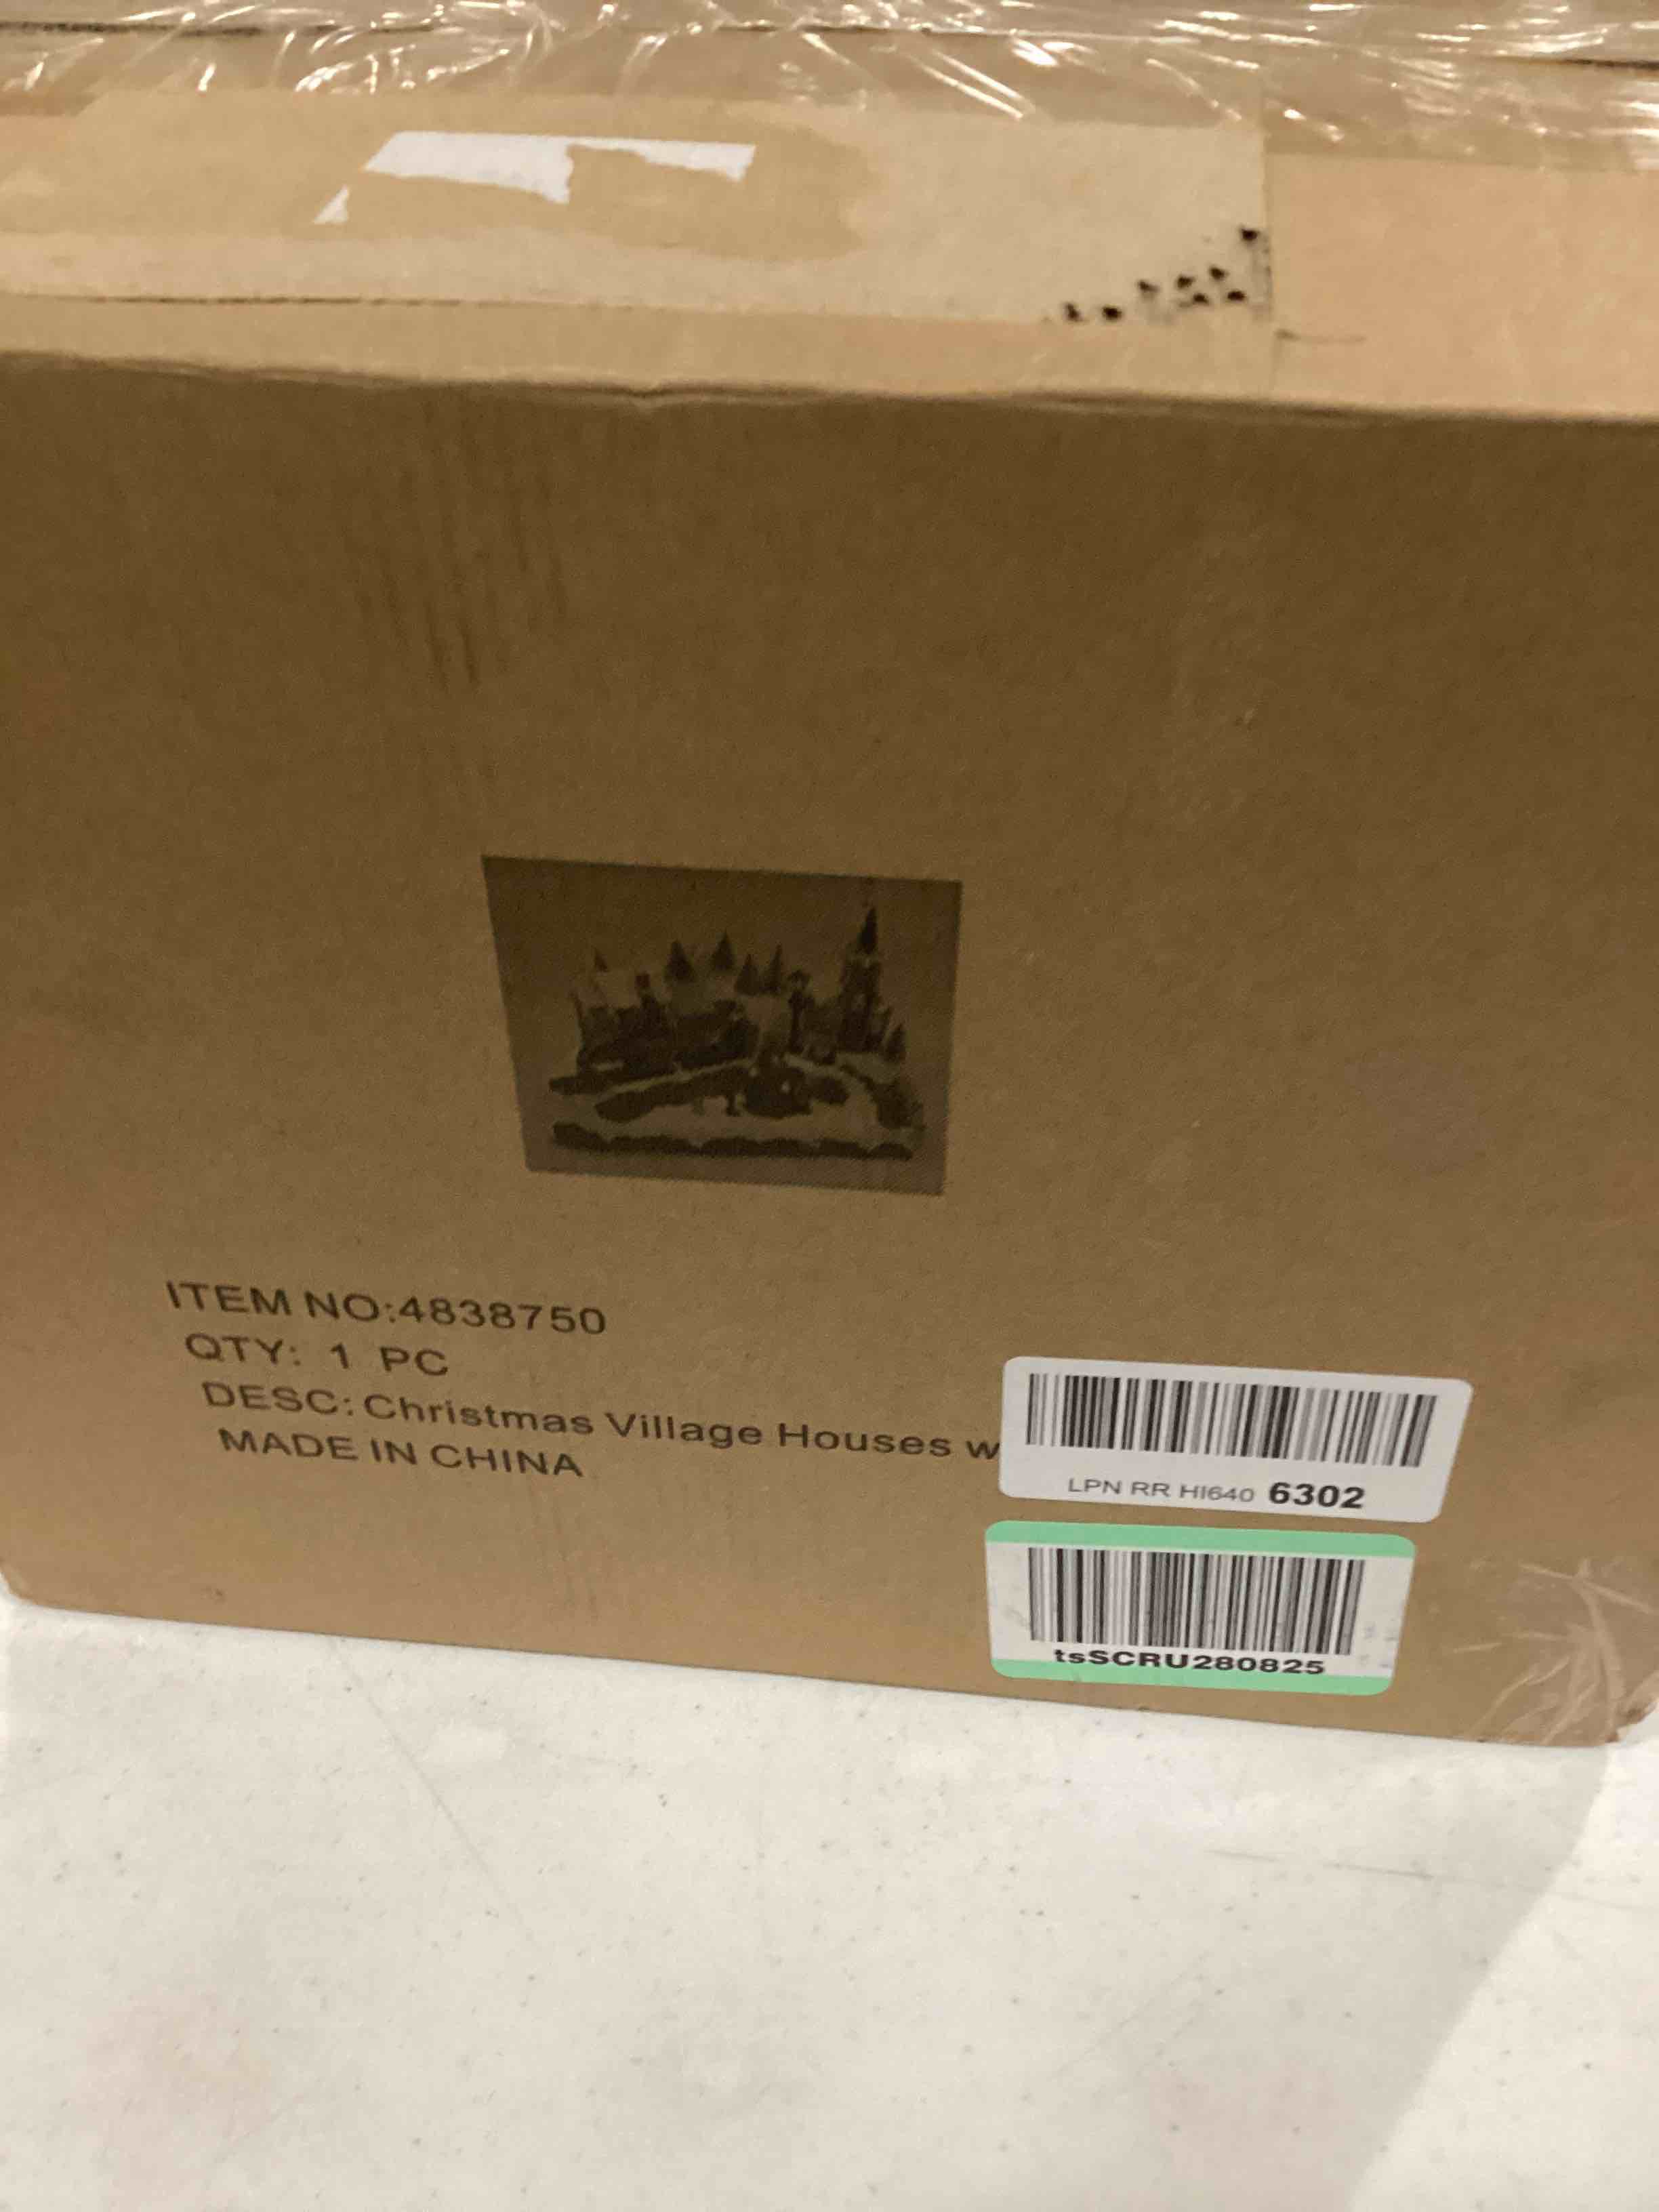 ITEM NO:4838750
QTY: 1 PC
DESC: Christmas Village Houses w
MADE IN CHINA
LPN RR HI640 6302
tsSCRU280825